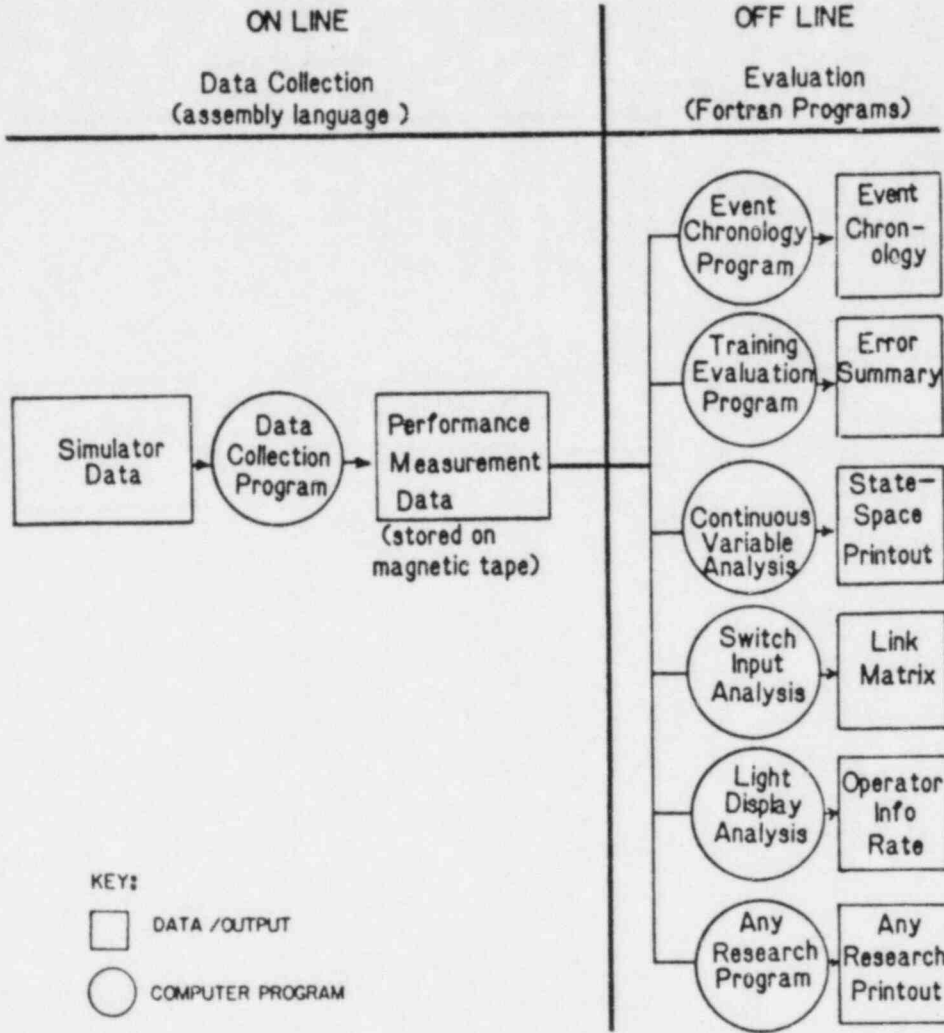 ON LINE
Data Collection
(assembly language )
OFF LINE
Evaluation
(Fortran Programs)
Simulator
Data
Data
Collection
Program
Performance
Measurement
Data
(stored on
magnetic tape)
Event
Chronology
Program
Event
Chron-
ology
Training
Evaluation
Program
Error
Summary
Continuous
Variable
Analysis
State-
Space
Printout
Switch
Input
Analysis
Link
Matrix
Light
Display
Analysis
Operator
Info
Rate
Any
Research
Program
Any
Research
Printout
KEY:
DATA /OUTPUT
COMPUTER PROGRAM